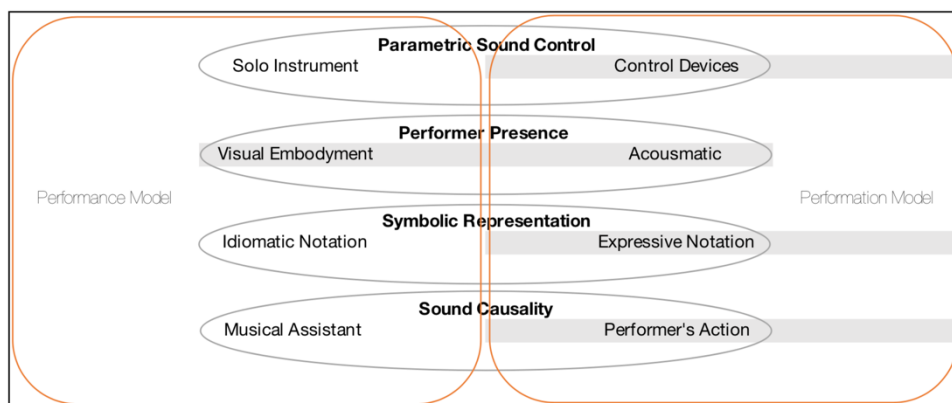 Parametric Sound Control
Solo Instrument
Control Devices
Performer Presence
Visual Embodyment
Acousmatic
Performance Model
Performation Model
Symbolic Representation
Idiomatic Notation
Expressive Notation
Sound Causality
Musical Assistant
Performer's Action